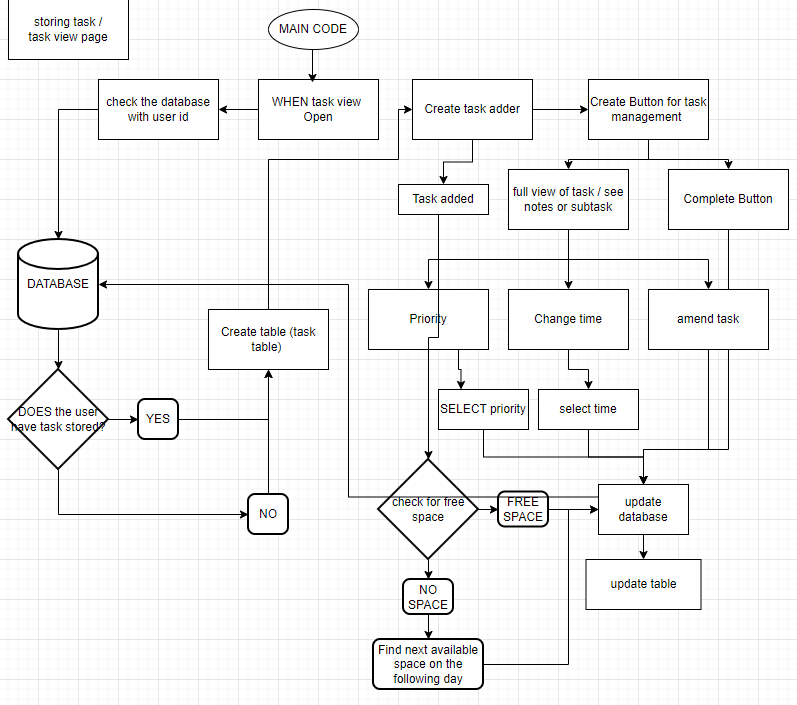 storing task /
task view page
MAIN CODE
check the database
with user id
WHEN task view
Open
Create task adder
Create Button for task
management
Task added
full view of task / see
notes or subtask
Complete Button
DATABASE
Create table (task
table)
Priority
Change time
amend task
DOES the user
have task stored?
YES
SELECT priority
select time
NO
check for free
space
FREE
SPACE
update
database
NO
SPACE
update table
Find next available
space on the
following day